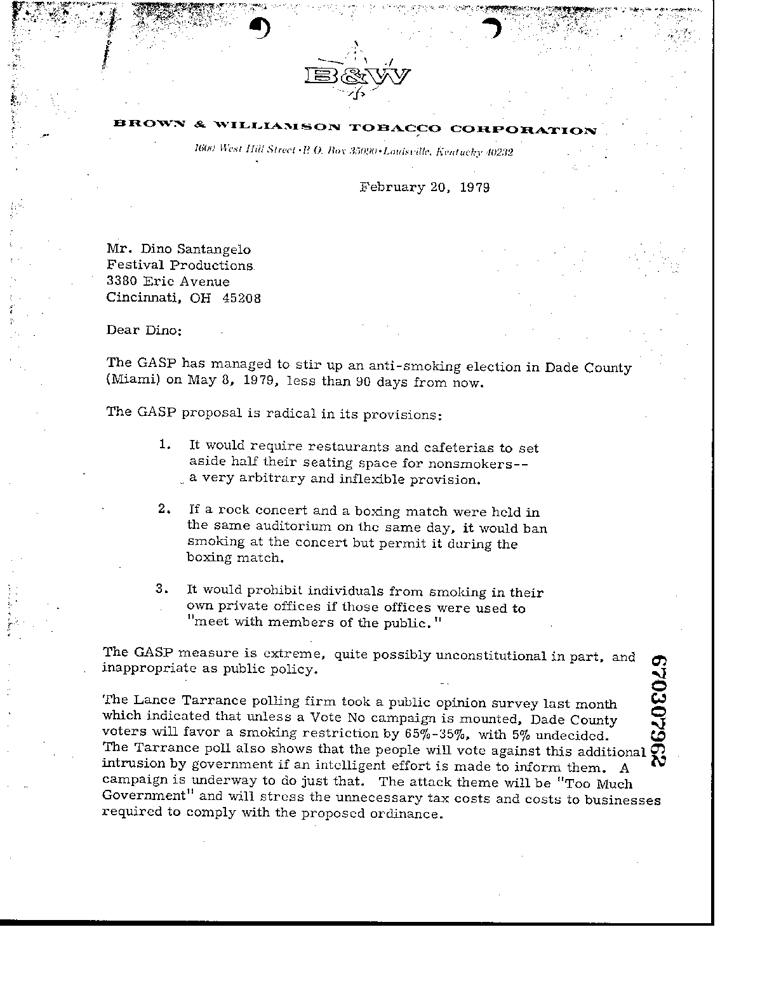 B&W
BROWN & WILLIAMSON TOBACCO CORPORATION
1600 West Hill Street • P. O. Box 35090 • Louisville, Kentucky 40232
February 20, 1979
Mr. Dino Santangelo
Festival Productions
3380 Eric Avenue
Cincinnati, OH 45208
Dear Dino:
The GASP has managed to stir up an anti-smoking election in Dade County
(Miami) on May 8, 1979, less than 90 days from now.
The GASP proposal is radical in its provisions:
1. It would require restaurants and cafeterias to set
aside half their seating space for nonsmokers--
a very arbitrary and inflexible provision.
2. If a rock concert and a boxing match were held in
the same auditorium on the same day, it would ban
smoking at the concert but permit it during the
boxing match.
3. It would prohibit individuals from smoking in their
own private offices if those offices were used to
"meet with members of the public."
The GASP measure is extreme, quite possibly unconstitutional in part, and
inappropriate as public policy.
The Lance Tarrance polling firm took a public opinion survey last month
which indicated that unless a Vote No campaign is mounted, Dade County
voters will favor a smoking restriction by 65%-35%, with 5% undecided.
The Tarrance poll also shows that the people will vote against this additional
intrusion by government if an intelligent effort is made to inform them. A
campaign is underway to do just that. The attack theme will be "Too Much
Government" and will stress the unnecessary tax costs and costs to businesses
required to comply with the proposed ordinance.
670307962